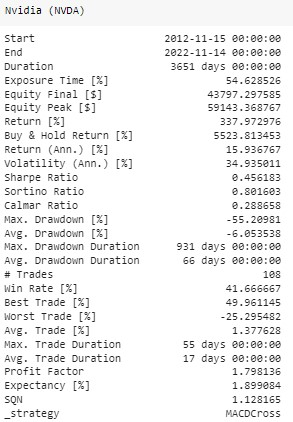 Nvidia (NVDA)
Start 2012-11-15 00:00:00
End 2022-11-14 00:00:00
Duration 3651 days 00:00:00
Exposure Time [%] 54.628526
Equity Final [$] 43797.297585
Equity Peak [$] 59143.368767
Return [%] 337.972976
Buy & Hold Return [%] 5523.813453
Return (Ann.) [%] 15.936767
Volatility (Ann.) [%] 34.935011
Sharpe Ratio 0.456183
Sortino Ratio 0.801603
Calmar Ratio 0.288658
Max. Drawdown [%] -55.20981
Avg. Drawdown [%] -6.053538
Max. Drawdown Duration 931 days 00:00:00
Avg. Drawdown Duration 66 days 00:00:00
# Trades 108
Win Rate [%] 41.666667
Best Trade [%] 49.961145
Worst Trade [%] -25.295482
Avg. Trade [%] 1.377628
Max. Trade Duration 55 days 00:00:00
Avg. Trade Duration 17 days 00:00:00
Profit Factor 1.798136
Expectancy [%] 1.899084
SQN 1.128165
_strategy MACDCross